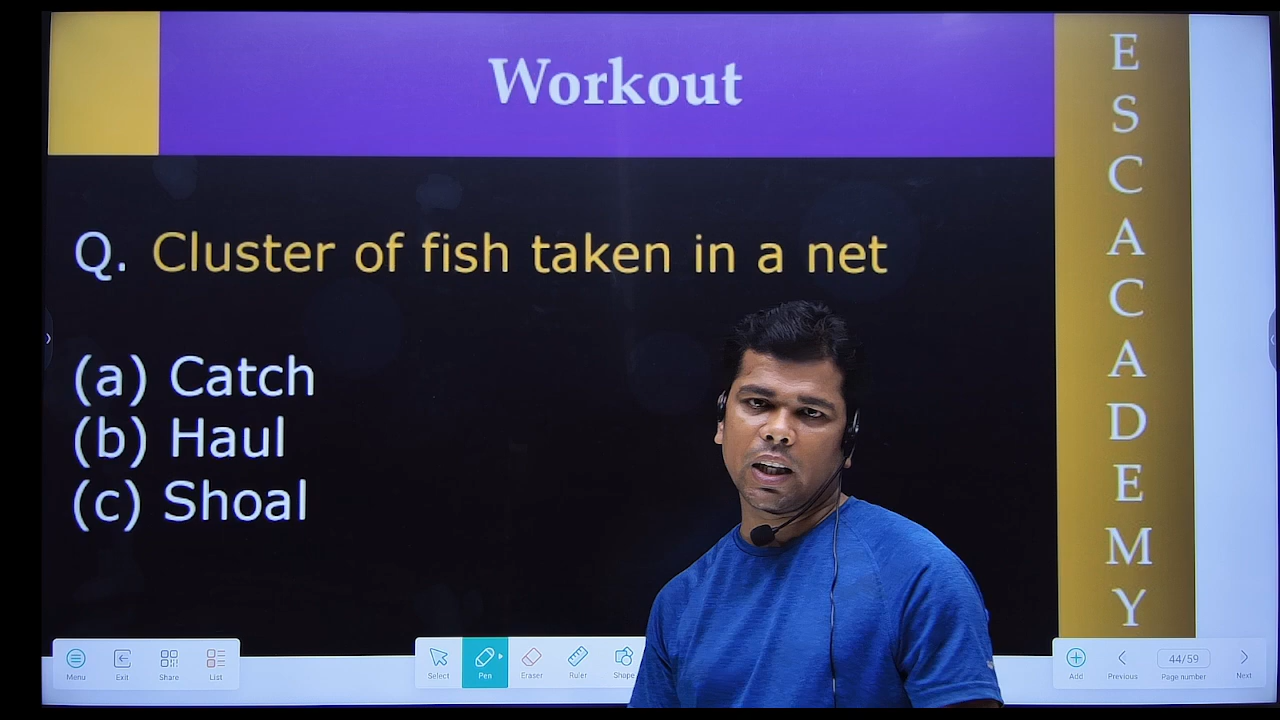 Workout
Q. Cluster of fish taken in a net
(a) Catch
(b) Haul
(c) Shoal
E
S
C
A
C
A
D
E
M
Y
Menu
Exit
Share
List
Select
Pen
Eraser
Ruler
Shape
Add
Previous
44/59
Page number
Next